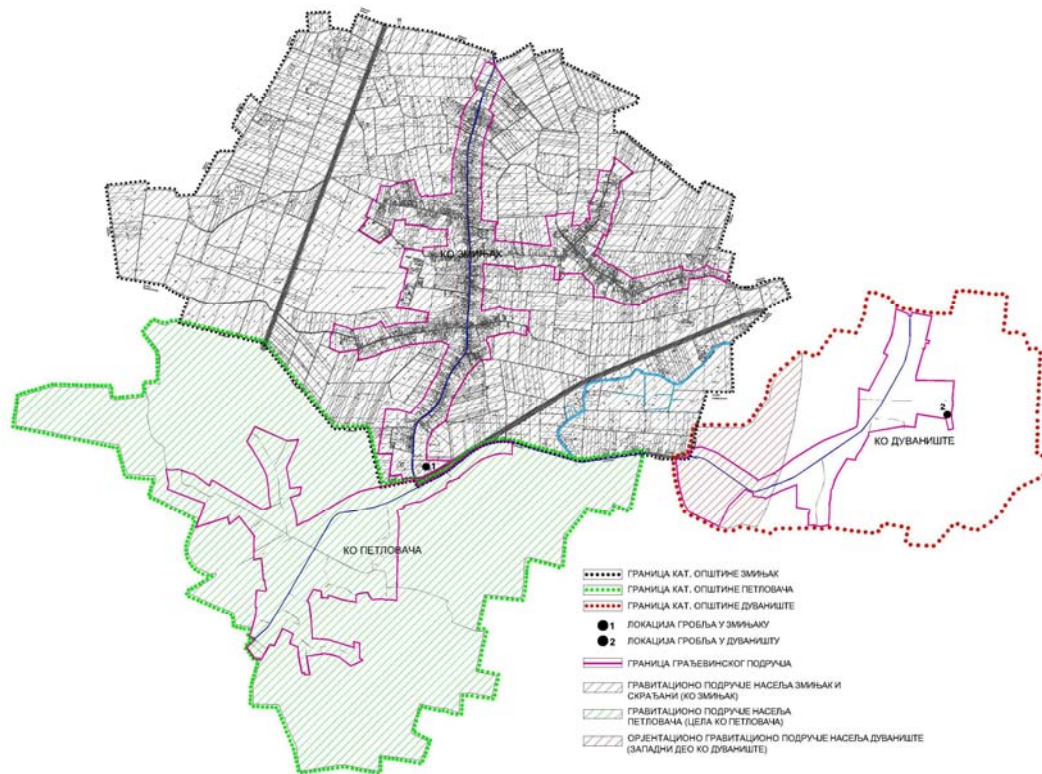 КО ЗМИЊАХ
2
КО ДУВАНИШТЕ
1
КО ПЕТЛОВАЧА
ГРАНИЦА КАТ. ОПШТИНЕ ЗМИЊАК
ГРАНИЦА КАТ. ОПШТИНЕ ПЕТЛОВАЧА
ГРАНИЦА КАТ. ОПШТИНЕ ДУВАНИШТЕ
1 ЛОКАЦИЈА ГРОБЉА У ЗМИЊАКУ
2 ЛОКАЦИЈА ГРОБЉА У ДУВАНИШТУ
ГРАНИЦА ГРАЂЕВИНСКОГ ПОДРУЧЈА
ГРАВИТАЦИОНО ПОДРУЧЈЕ НАСЕЉА ЗМИЊАК И
СКРАЂАНИ (КО ЗМИЊАК)
ГРАВИТАЦИОНО ПОДРУЧЈЕ НАСЕЉА
ПЕТЛОВАЧА (ЦЕЛА КО ПЕТЛОВАЧА)
ОРЈЕНТАЦИОНО ГРАВИТАЦИОНО ПОДРУЧЈЕ НАСЕЉА ДУВАНИШТЕ
(ЗАПАДНИ ДЕО КО ДУВАНИШТЕ)